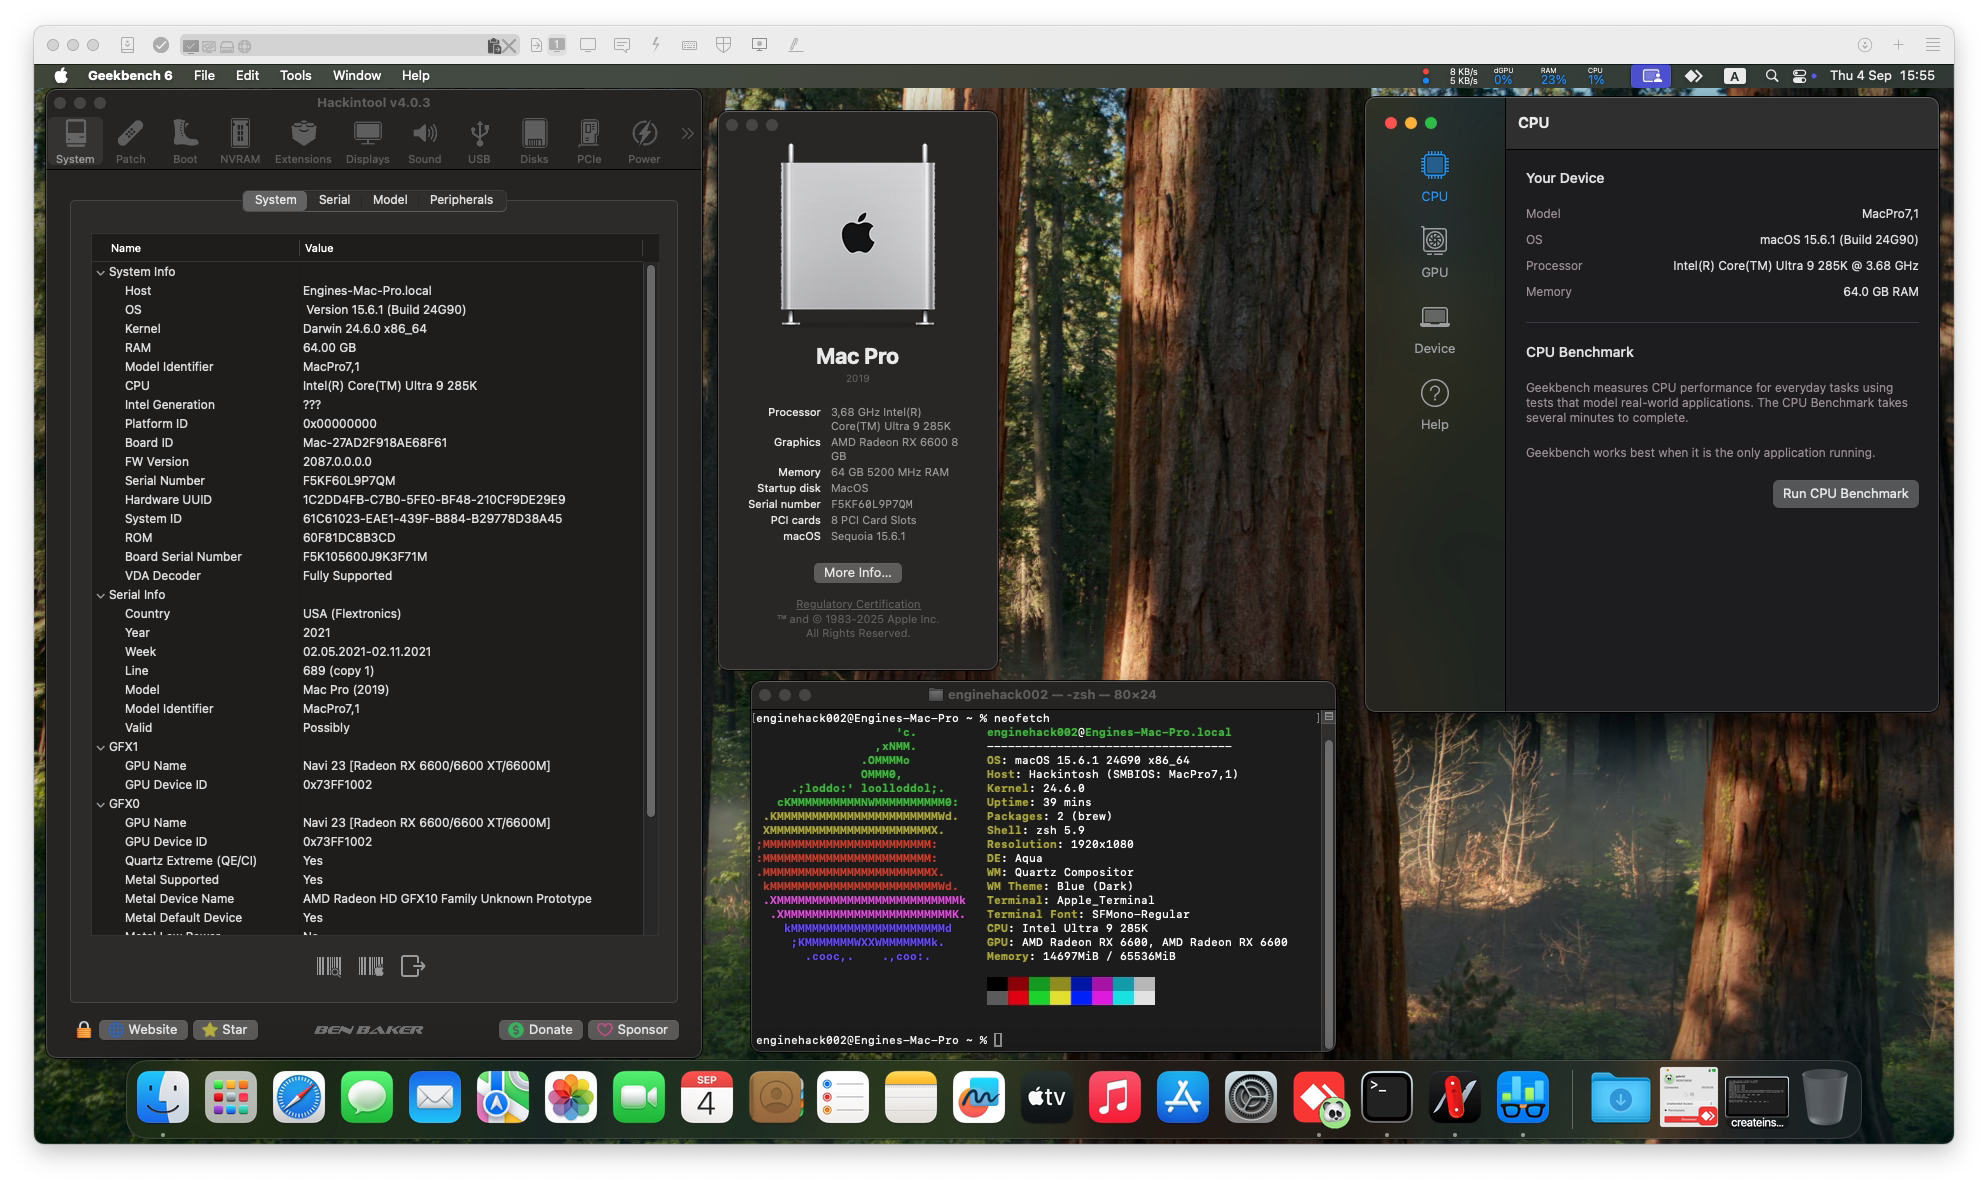 1
Geekbench 6 File Edit Tools Window Help
8 KB/s
5 KB/s
dGPU
0%
RAM
23%
CPU
1%
A
Thu 4 Sep 15:55
Hackintool v4.0.3
System Patch Boot NVRAM Extensions Displays Sound USB Disks PCIe Power
System Serial Model Peripherals
Name Value
System Info
Host Engines-Mac-Pro.local
OS Version 15.6.1 (Build 24G90)
Kernel Darwin 24.6.0 x86_64
RAM 64.00 GB
Model Identifier MacPro7,1
CPU Intel(R) Core(TM) Ultra 9 285K
Intel Generation ???
Platform ID 0x00000000
Board ID Mac-27AD2F918AE68F61
FW Version 2087.0.0.0.0
Serial Number F5KF60L9P7QM
Hardware UUID 1C2DD4FB-C7B0-5FE0-BF48-210CF9DE29E9
System ID 61C61023-EAE1-439F-B884-B29778D38A45
ROM 60F81DC8B3CD
Board Serial Number F5K105600J9K3F71M
VDA Decoder Fully Supported
Serial Info
Country USA (Flextronics)
Year 2021
Week 02.05.2021-02.11.2021
Line 689 (copy 1)
Model Mac Pro (2019)
Model Identifier MacPro7,1
Valid Possibly
GFX1
GPU Name Navi 23 [Radeon RX 6600/6600 XT/6600M]
GPU Device ID 0x73FF1002
GFX0
GPU Name Navi 23 [Radeon RX 6600/6600 XT/6600M]
GPU Device ID 0x73FF1002
Quartz Extreme (QE/CI) Yes
Metal Supported Yes
Metal Device Name AMD Radeon HD GFX10 Family Unknown Prototype
Metal Default Device Yes
Website Star BEN BAKER Donate Sponsor
Mac Pro
2019
Processor 3,68 GHz Intel(R)
Core(TM) Ultra 9 285K
Graphics AMD Radeon RX 6600 8
GB
Memory 64 GB 5200 MHz RAM
Startup disk MacOS
Serial number F5KF60L9P7QM
PCI cards 8 PCI Card Slots
macOS Sequoia 15.6.1
More Info...
Regulatory Certification
™ and © 1983-2025 Apple Inc.
All Rights Reserved.
CPU
GPU
Device
Help
CPU
Your Device
Model MacPro7,1
OS macOS 15.6.1 (Build 24G90)
Processor Intel(R) Core(TM) Ultra 9 285K @ 3.68 GHz
Memory 64.0 GB RAM
CPU Benchmark
Geekbench measures CPU performance for everyday tasks using
tests that model real-world applications. The CPU Benchmark takes
several minutes to complete.
Geekbench works best when it is the only application running.
Run CPU Benchmark
enginehack002 — -zsh — 80×24
[enginehack002@Engines-Mac-Pro ~ % neofetch ]
'c. enginehack002@Engines-Mac-Pro.local
,xNMM. -----------------------------------
.OMMMMo OS: macOS 15.6.1 24G90 x86_64
OMMM0, Host: Hackintosh (SMBIOS: MacPro7,1)
.;loddo:' loolloddol;. Kernel: 24.6.0
cKMMMMMMMMMMNWMMMMMMMMMM0: Uptime: 39 mins
.KMMMMMMMMMMMMMMMMMMMMMMMWd. Packages: 2 (brew)
XMMMMMMMMMMMMMMMMMMMMMMMX. Shell: zsh 5.9
;MMMMMMMMMMMMMMMMMMMMMMMM: Resolution: 1920x1080
:MMMMMMMMMMMMMMMMMMMMMMMM: DE: Aqua
.MMMMMMMMMMMMMMMMMMMMMMMMX. WM: Quartz Compositor
kMMMMMMMMMMMMMMMMMMMMMMMMWd. WM Theme: Blue (Dark)
.XMMMMMMMMMMMMMMMMMMMMMMMMMMk Terminal: Apple_Terminal
.XMMMMMMMMMMMMMMMMMMMMMMMMK. Terminal Font: SFMono-Regular
kMMMMMMMMMMMMMMMMMMMMMMd CPU: Intel Ultra 9 285K
;KMMMMMMMWXXWMMMMMMMk. GPU: AMD Radeon RX 6600, AMD Radeon RX 6600
.cooc,. .,coo:. Memory: 14697MiB / 65536MiB
enginehack002@Engines-Mac-Pro ~ %
SEP
4
tv
>_
createins...